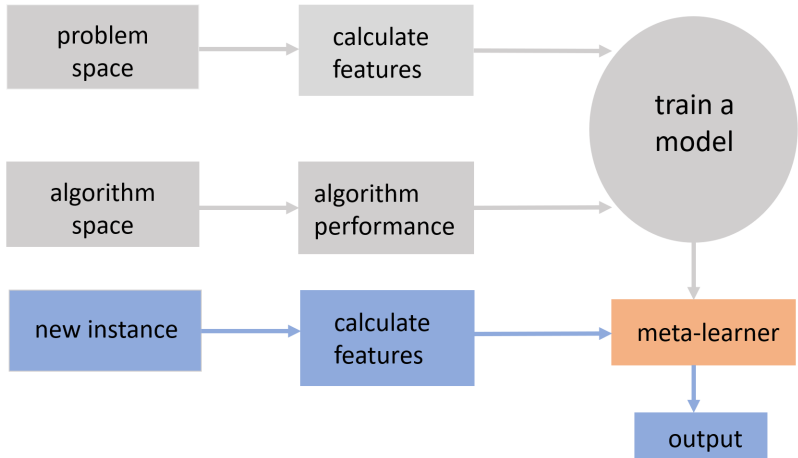 problem
space
calculate
features
train a
model
algorithm
space
algorithm
performance
new instance
calculate
features
meta-learner
output